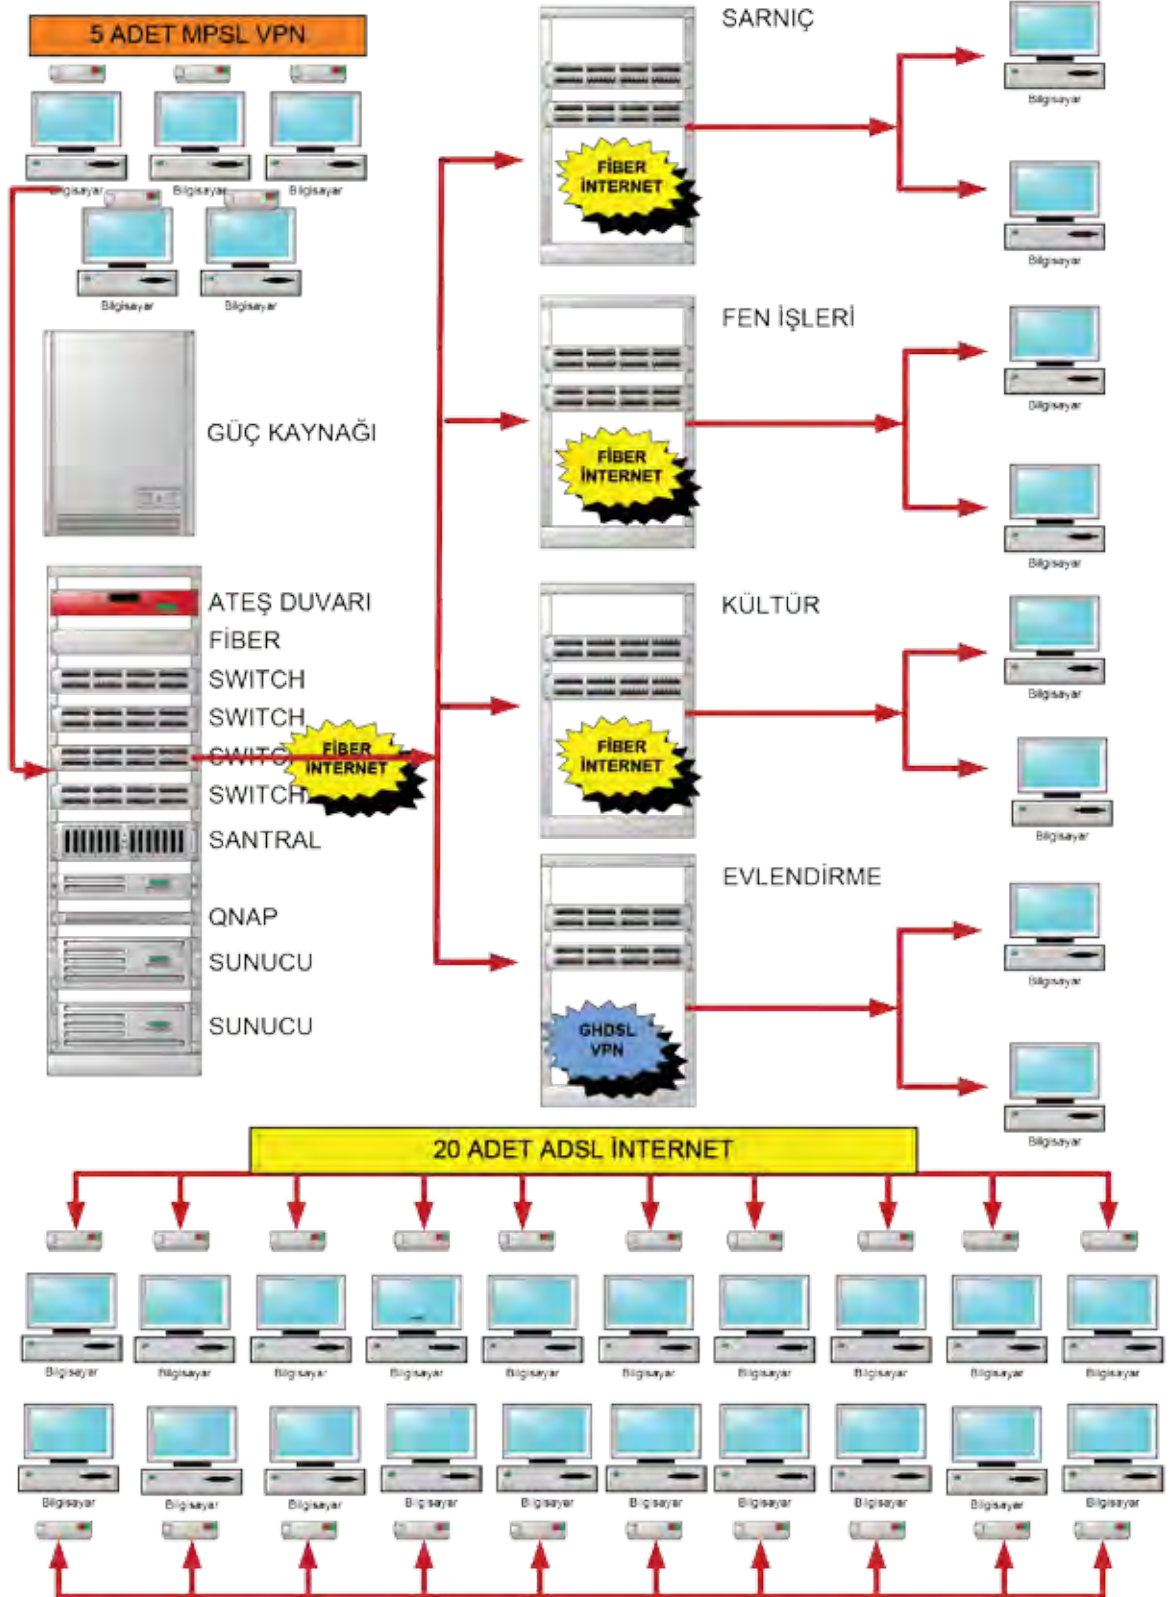 5 ADET MPSL VPN
Bilgisayar
Bilgisayar
Bilgisayar
Bilgisayar
Bilgisayar
GÜÇ KAYNAĞI
ATEŞ DUVARI
FİBER
SWITCH
SWITCH
SWITCH
SWITCH
SANTRAL
QNAP
SUNUCU
SUNUCU
FİBER
İNTERNET
SARNIÇ
FİBER
İNTERNET
Bilgisayar
Bilgisayar
FEN İŞLERİ
FİBER
İNTERNET
Bilgisayar
Bilgisayar
KÜLTÜR
FİBER
İNTERNET
Bilgisayar
Bilgisayar
EVLENDİRME
GHDSL
VPN
Bilgisayar
Bilgisayar
20 ADET ADSL İNTERNET
Bilgisayar Bilgisayar Bilgisayar Bilgisayar Bilgisayar Bilgisayar Bilgisayar Bilgisayar Bilgisayar Bilgisayar
Bilgisayar Bilgisayar Bilgisayar Bilgisayar Bilgisayar Bilgisayar Bilgisayar Bilgisayar Bilgisayar Bilgisayar